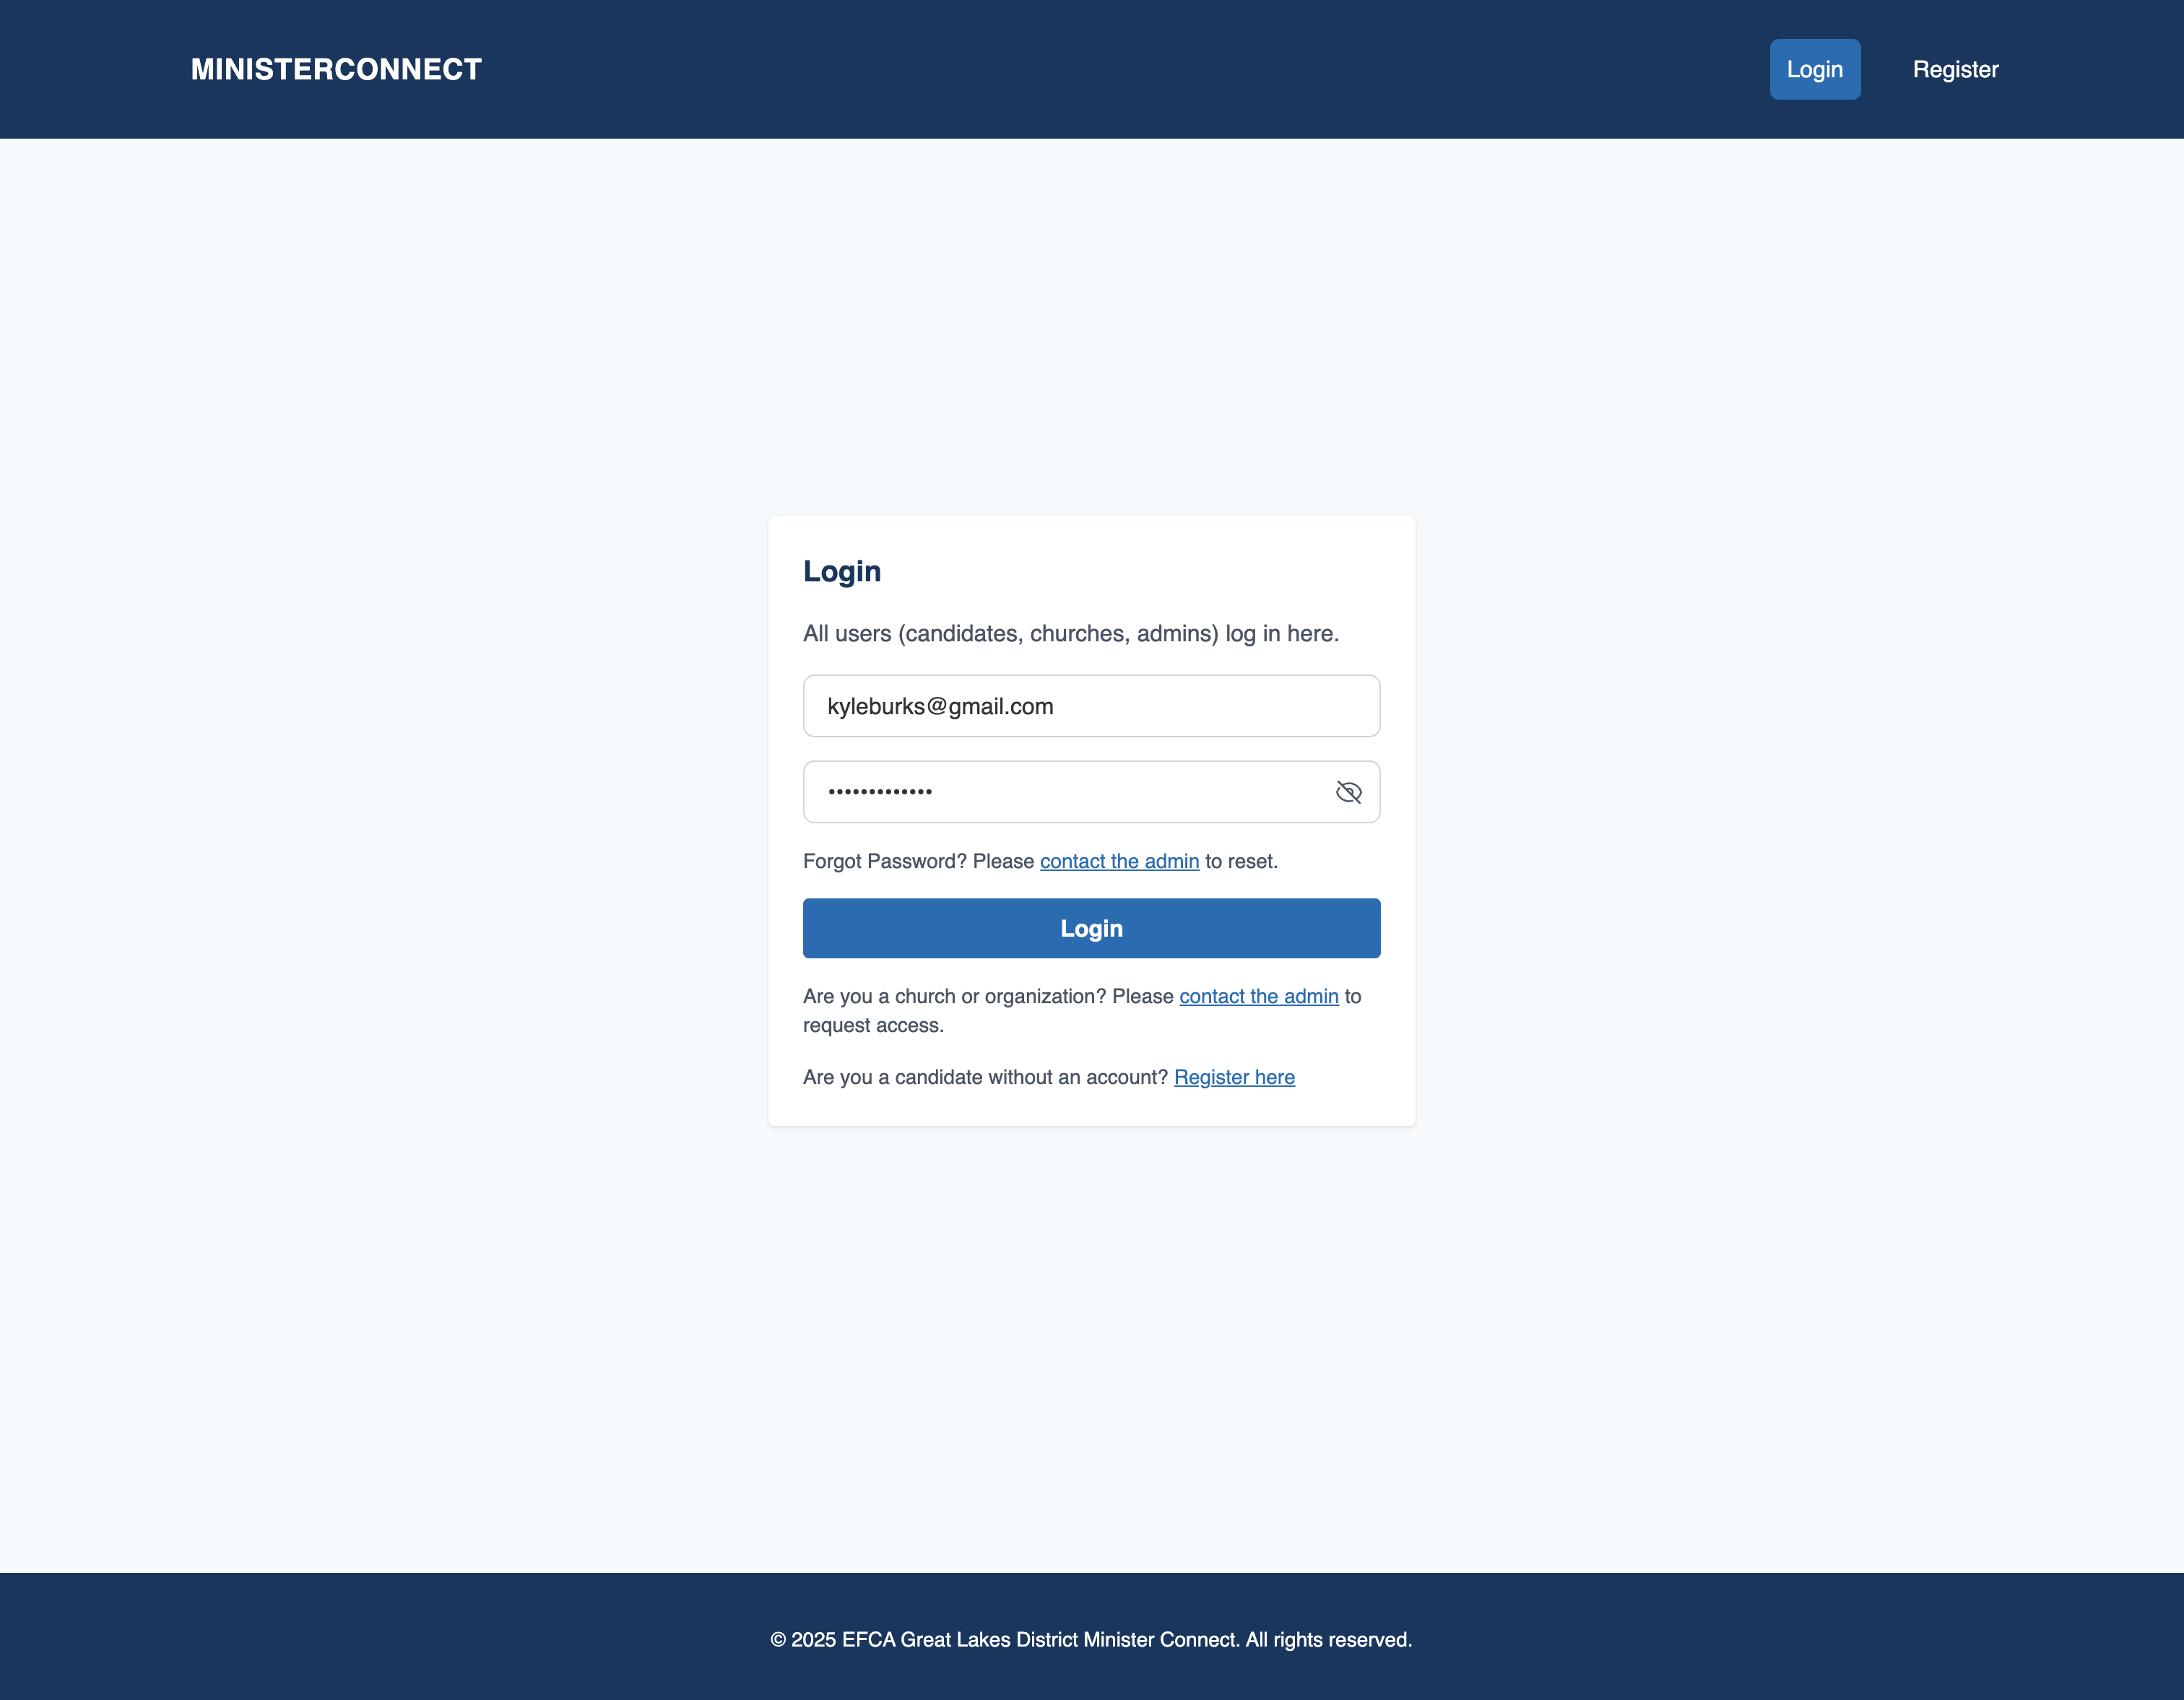 MINISTERCONNECT
Login
Register
Login
All users (candidates, churches, admins) log in here.
kyleburks@gmail.com
•••••••••••••
Forgot Password? Please contact the admin to reset.
Login
Are you a church or organization? Please contact the admin to
request access.
Are you a candidate without an account? Register here
© 2025 EFCA Great Lakes District Minister Connect. All rights reserved.